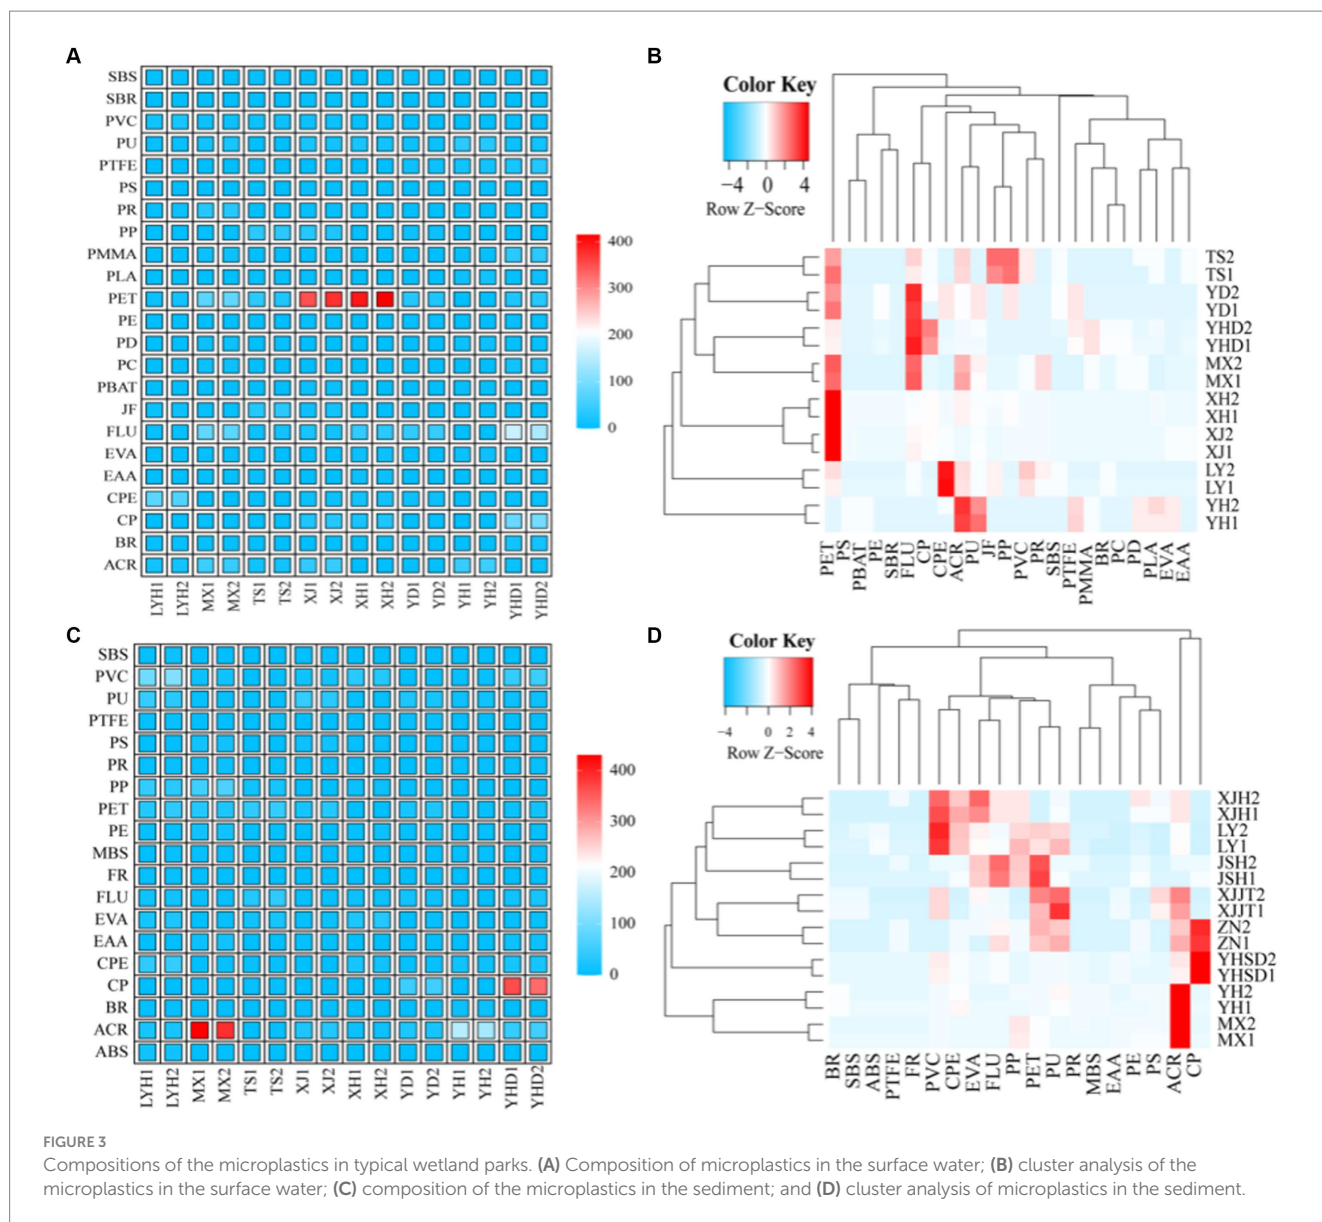 A
SBS
SBR
PVC
PU
PTFE
PS
PR
PP
PMMA
PLA
PET
PE
PD
PC
PBAT
JF
FLU
EVA
EAA
CPE
CP
BR
ACR
LYH1 LYH2 MX1 MX2 TS1 TS2 XJ1 XJ2 XH1 XH2 YD1 YD2 YH1 YH2 YHD1 YHD2
400
300
200
100
0
B
Color Key
−4 0 4
Row Z−Score
TS2
TS1
YD2
YD1
YHD2
YHD1
MX2
MX1
XH2
XH1
XJ2
XJ1
LY2
LY1
YH2
YH1
PET PS PBAT PE SBR FLU CP CPE ACR PU JF PP PVC PR SBS PTFE PMMA BR PC PD PLA EVA EAA
C
SBS
PVC
PU
PTFE
PS
PR
PP
PET
PE
MBS
FR
FLU
EVA
EAA
CPE
CP
BR
ACR
ABS
LYH1 LYH2 MX1 MX2 TS1 TS2 XJ1 XJ2 XH1 XH2 YD1 YD2 YH1 YH2 YHD1 YHD2
400
300
200
100
0
D
Color Key
−4 0 2 4
Row Z−Score
XJH2
XJH1
LY2
LY1
JSH2
JSH1
XJJT2
XJJT1
ZN2
ZN1
YHSD2
YHSD1
YH2
YH1
MX2
MX1
BR SBS ABS PTFE FR PVC CPE EVA FLU PP PET PU PR MBS EAA PE PS ACR CP
FIGURE 3
Compositions of the microplastics in typical wetland parks. (A) Composition of microplastics in the surface water; (B) cluster analysis of the
microplastics in the surface water; (C) composition of the microplastics in the sediment; and (D) cluster analysis of microplastics in the sediment.